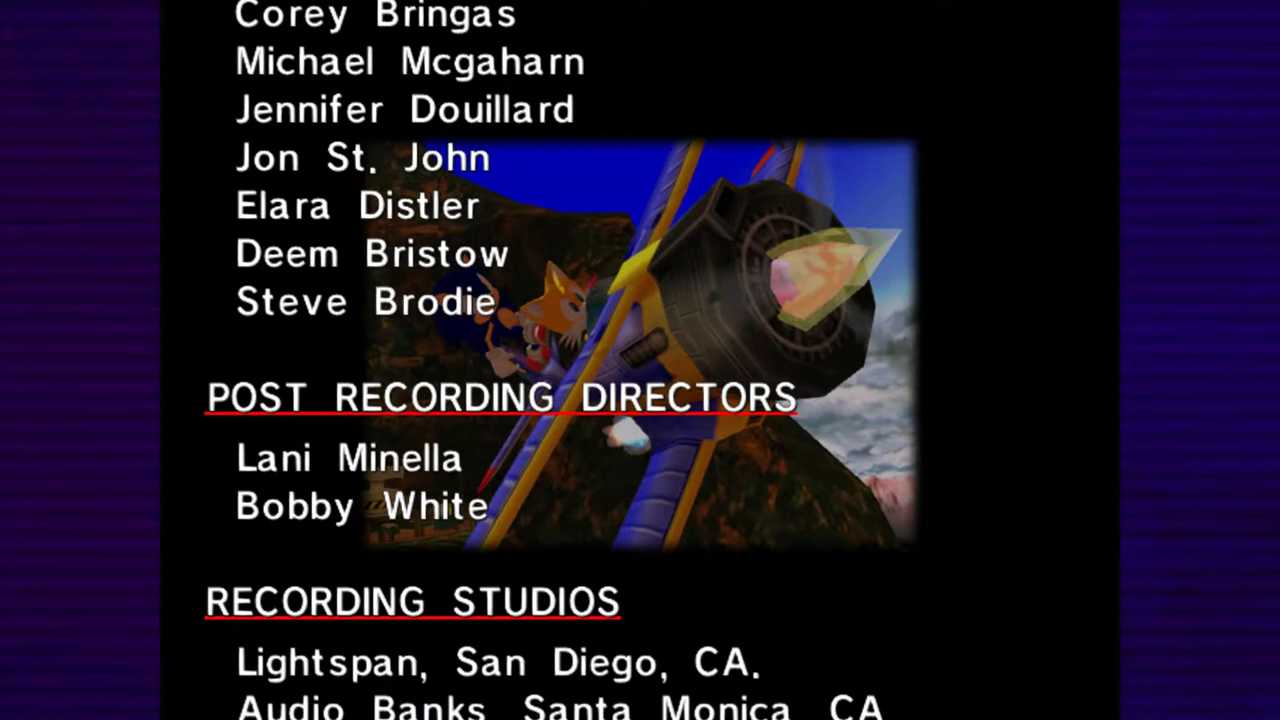 Corey Bringas
Michael Mcgaharn
Jennifer Douillard
Jon St. John
Elara Distler
Deem Bristow
Steve Brodie
POST RECORDING DIRECTORS
Lani Minella
Bobby White
RECORDING STUDIOS
Lightspan, San Diego, CA.
Audio Banks Santa Monica CA